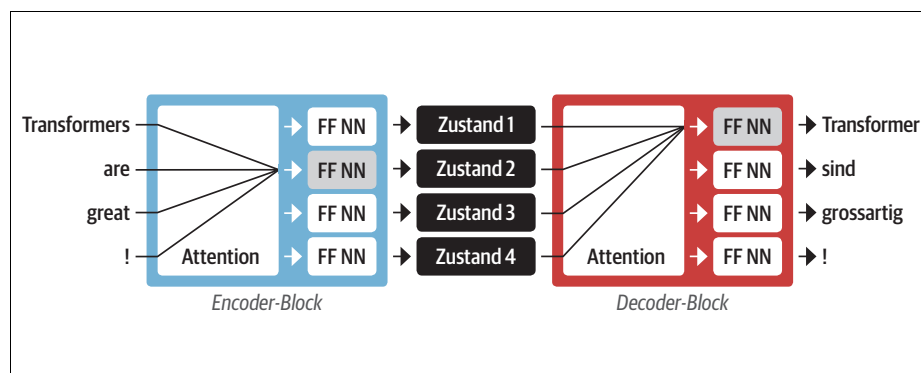 Transformers FF NN Zustand 1 FF NN Transformer
are FF NN Zustand 2 FF NN sind
great FF NN Zustand 3 FF NN grossartig
! Attention FF NN Zustand 4 Attention FF NN !
Encoder-Block Decoder-Block